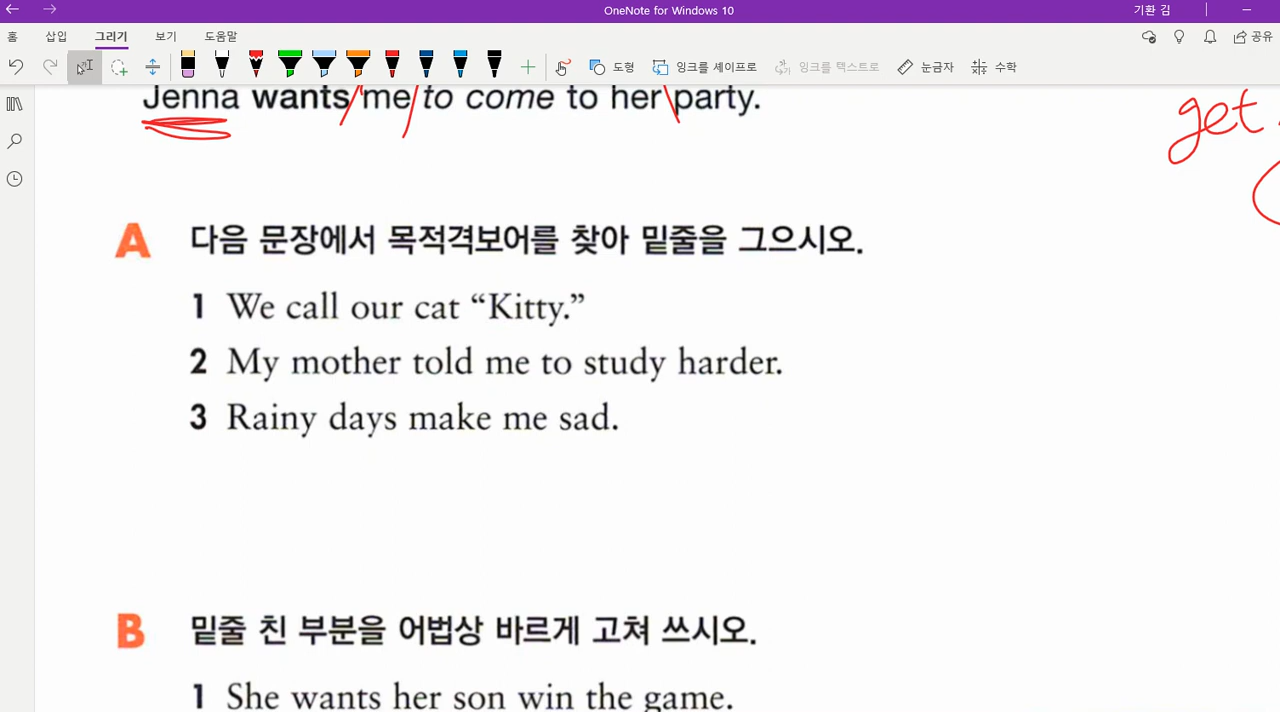 OneNote for Windows 10
기환 김
홈 삽입 그리기 보기 도움말
공유
도형 잉크를 셰이프로 잉크를 텍스트로 눈금자 수학
Jenna wants me to come to her party.
get
A 다음 문장에서 목적격보어를 찾아 밑줄을 그으시오.
1 We call our cat “Kitty.”
2 My mother told me to study harder.
3 Rainy days make me sad.
B 밑줄 친 부분을 어법상 바르게 고쳐 쓰시오.
1 She wants her son win the game.